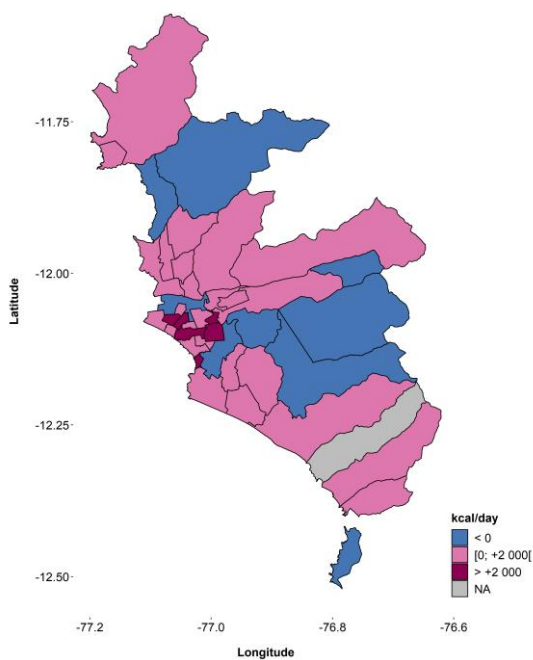 -11.75
-12.00
-12.25
-12.50
Latitude
-77.2
-77.0
-76.8
-76.6
Longitude
kcal/day
< 0
[0; +2 000[
> +2 000
NA